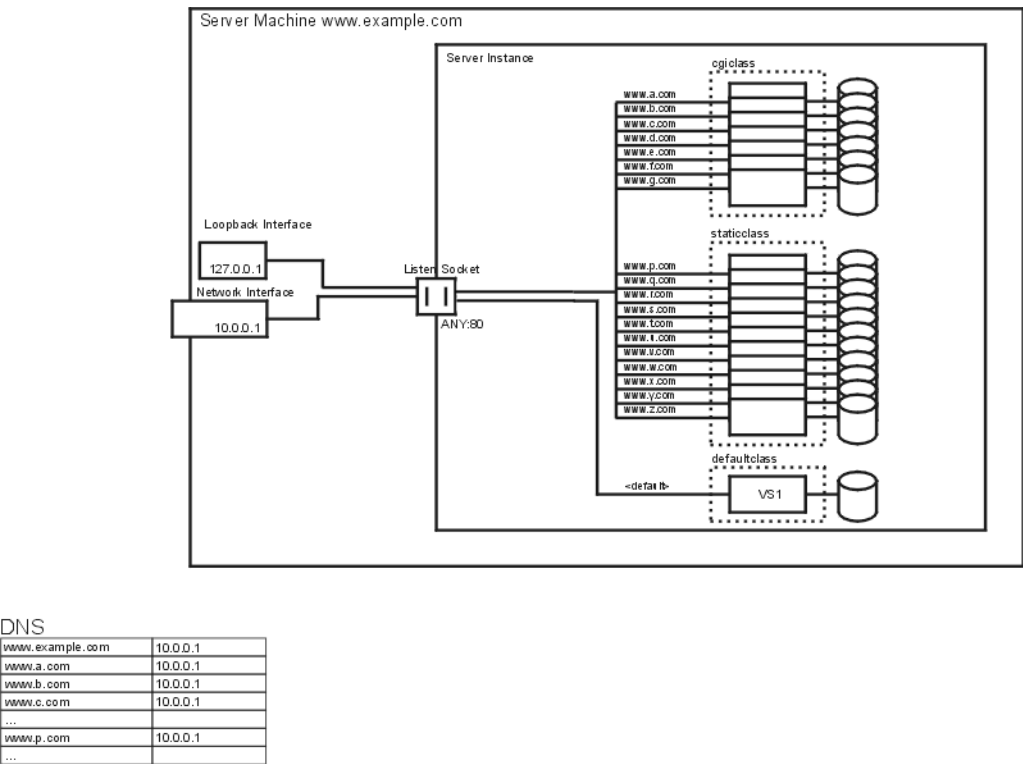 Server Machine www.example.com
Server Instance
cgiclass
www.a.com
www.b.com
www.c.com
www.d.com
www.e.com
www.f.com
www.g.com
Loopback Interface
127.0.0.1
Network Interface
10.0.0.1
Listen Socket
ANY:80
staticclass
www.p.com
www.q.com
www.r.com
www.s.com
www.t.com
www.u.com
www.v.com
www.w.com
www.x.com
www.y.com
www.z.com
defaultclass
<default>
VS1
DNS
www.example.com 10.0.0.1
www.a.com 10.0.0.1
www.b.com 10.0.0.1
www.c.com 10.0.0.1
...
www.p.com 10.0.0.1
...